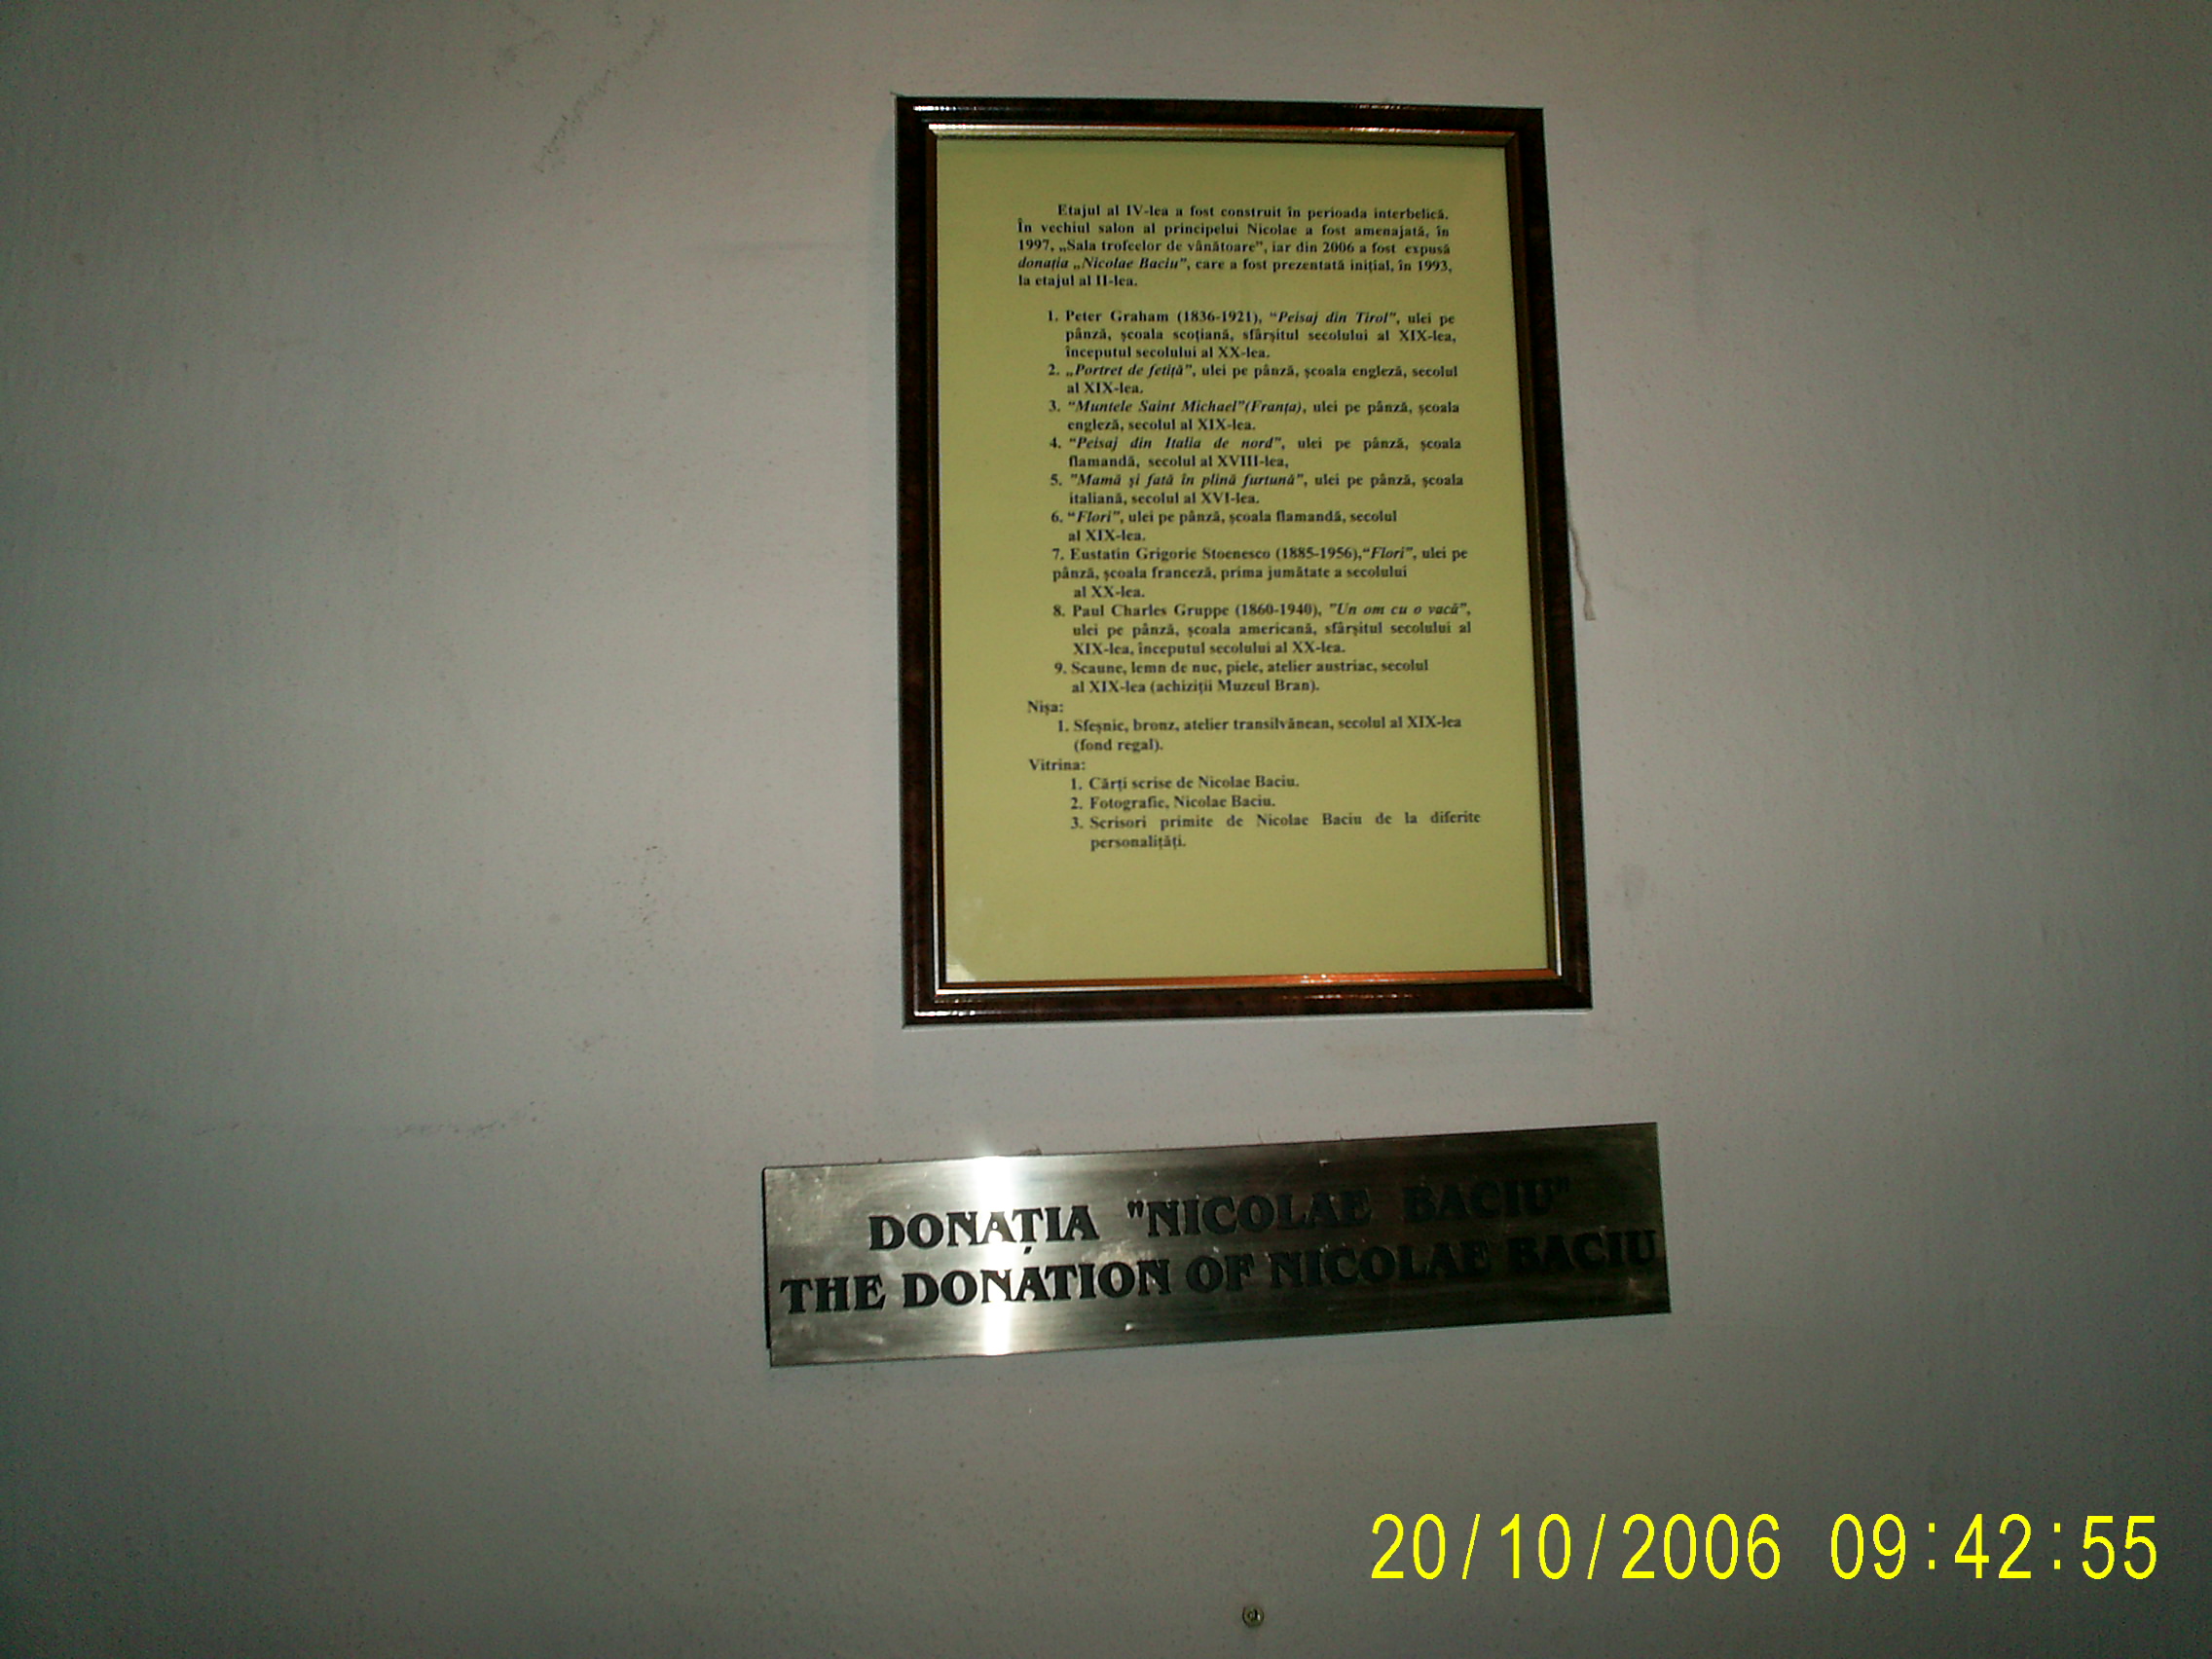 Etajul al IV-lea a fost construit în perioada interbelică.
În vechiul salon al principelui Nicolae a fost amenajată, în
1997, „Sala trofeelor de vânătoare”, iar din 2006 a fost expusă
donația „Nicolae Baciu”, care a fost prezentată inițial, în 1993,
la etajul al II-lea.
1. Peter Graham (1836-1921), “Peisaj din Tirol”, ulei pe
pânză, școala scoțiană, sfârșitul secolului al XIX-lea,
începutul secolului al XX-lea.
2. „Portret de fetiță”, ulei pe pânză, școala engleză, secolul
al XIX-lea.
3. “Muntele Saint Michael”(Franța), ulei pe pânză, școala
engleză, secolul al XIX-lea.
4. “Peisaj din Italia de nord”, ulei pe pânză, școala
flamandă, secolul al XVIII-lea,
5. "Mamă și fată în plină furtună”, ulei pe pânză, școala
italiană, secolul al XVI-lea.
6. “Flori”, ulei pe pânză, școala flamandă, secolul
al XIX-lea.
7. Eustatin Grigorie Stoenesco (1885-1956),“Flori”, ulei pe
pânză, școala franceză, prima jumătate a secolului
al XX-lea.
8. Paul Charles Gruppe (1860-1940), "Un om cu o vacă”,
ulei pe pânză, școala americană, sfârșitul secolului al
XIX-lea, începutul secolului al XX-lea.
9. Scaune, lemn de nuc, piele, atelier austriac, secolul
al XIX-lea (achiziții Muzeul Bran).
Nișa:
1. Sfeșnic, bronz, atelier transilvănean, secolul al XIX-lea
(fond regal).
Vitrina:
1. Cărți scrise de Nicolae Baciu.
2. Fotografie, Nicolae Baciu.
3. Scrisori primite de Nicolae Baciu de la diferite
personalițăți.
DONAȚIA "NICOLAE BACIU"
THE DONATION OF NICOLAE BACIU
20/10/2006 09:42:55